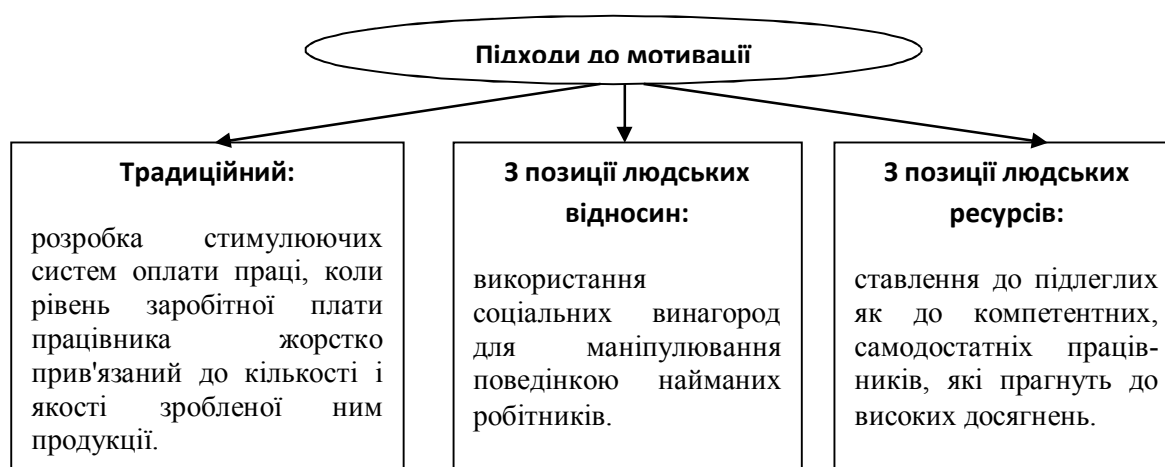 Підходи до мотивації
Традиційний:
розробка стимулюючих
систем оплати праці, коли
рівень заробітної плати
працівника жорстко
прив'язаний до кількості і
якості зробленої ним
продукції.
З позиції людських
відносин:
використання
соціальних винагород
для маніпулювання
поведінкою найманих
робітників.
З позиції людських
ресурсів:
ставлення до підлеглих
як до компетентних,
самодостатніх праців-
ників, які прагнуть до
високих досягнень.